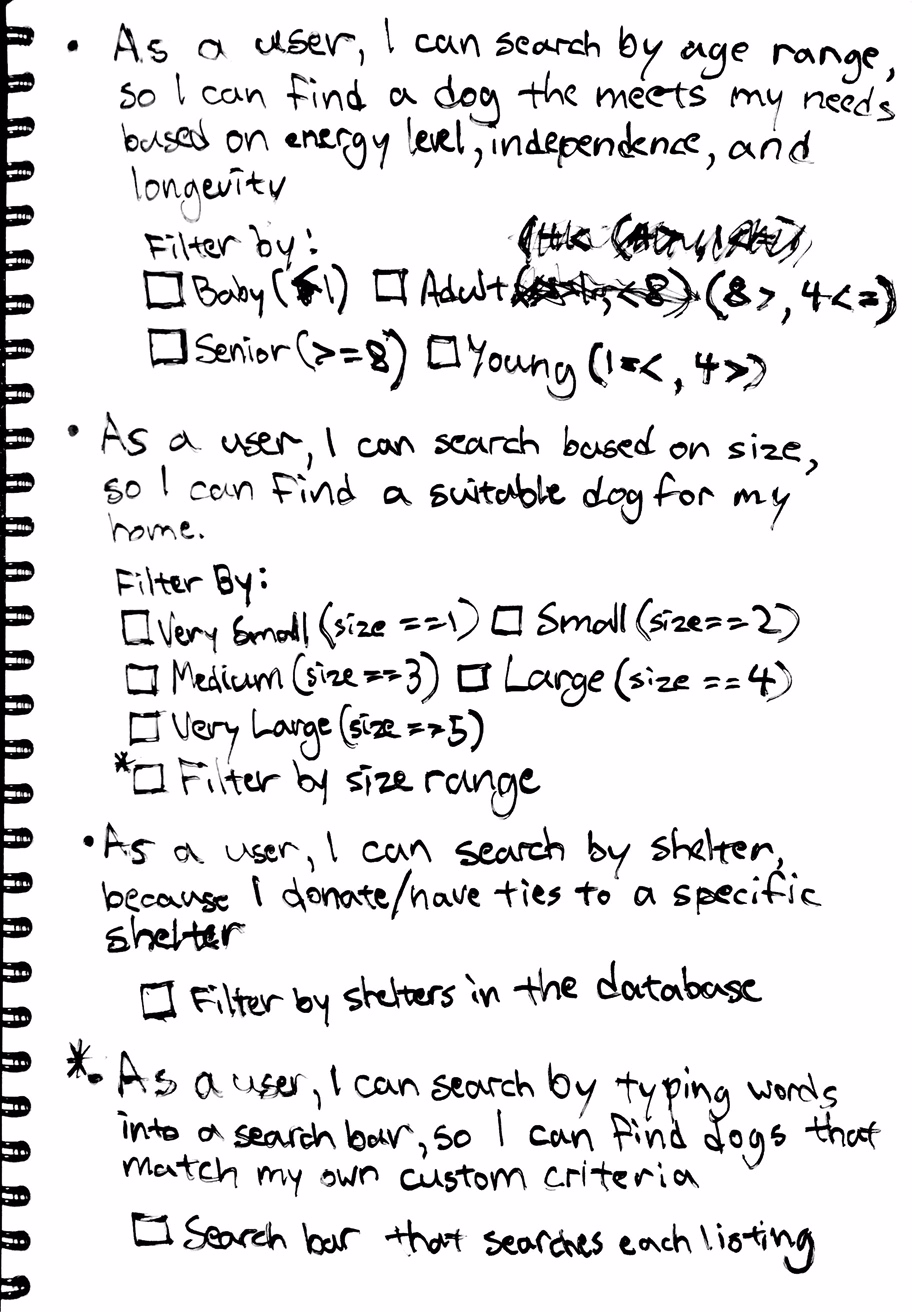 • As a user, I can search by age range,
so I can find a dog the meets my needs
based on energy level, independence, and
longevity
Filter by:
□ Baby (<1) □ Adult (8>, 4<=)
□ Senior (>=8) □ Young (1=<, 4>)
• As a user, I can search based on size,
so I can find a suitable dog for my
home.
Filter By:
□ Very Small (size ==1) □ Small (size==2)
□ Medium (size==3) □ Large (size ==4)
□ Very Large (size ==5)
*□ Filter by size range
• As a user, I can search by shelter,
because I donate/have ties to a specific
shelter
□ Filter by shelters in the database
*• As a user, I can search by typing words
into a search bar, so I can find dogs that
match my own custom criteria
□ Search bar that searches each listing